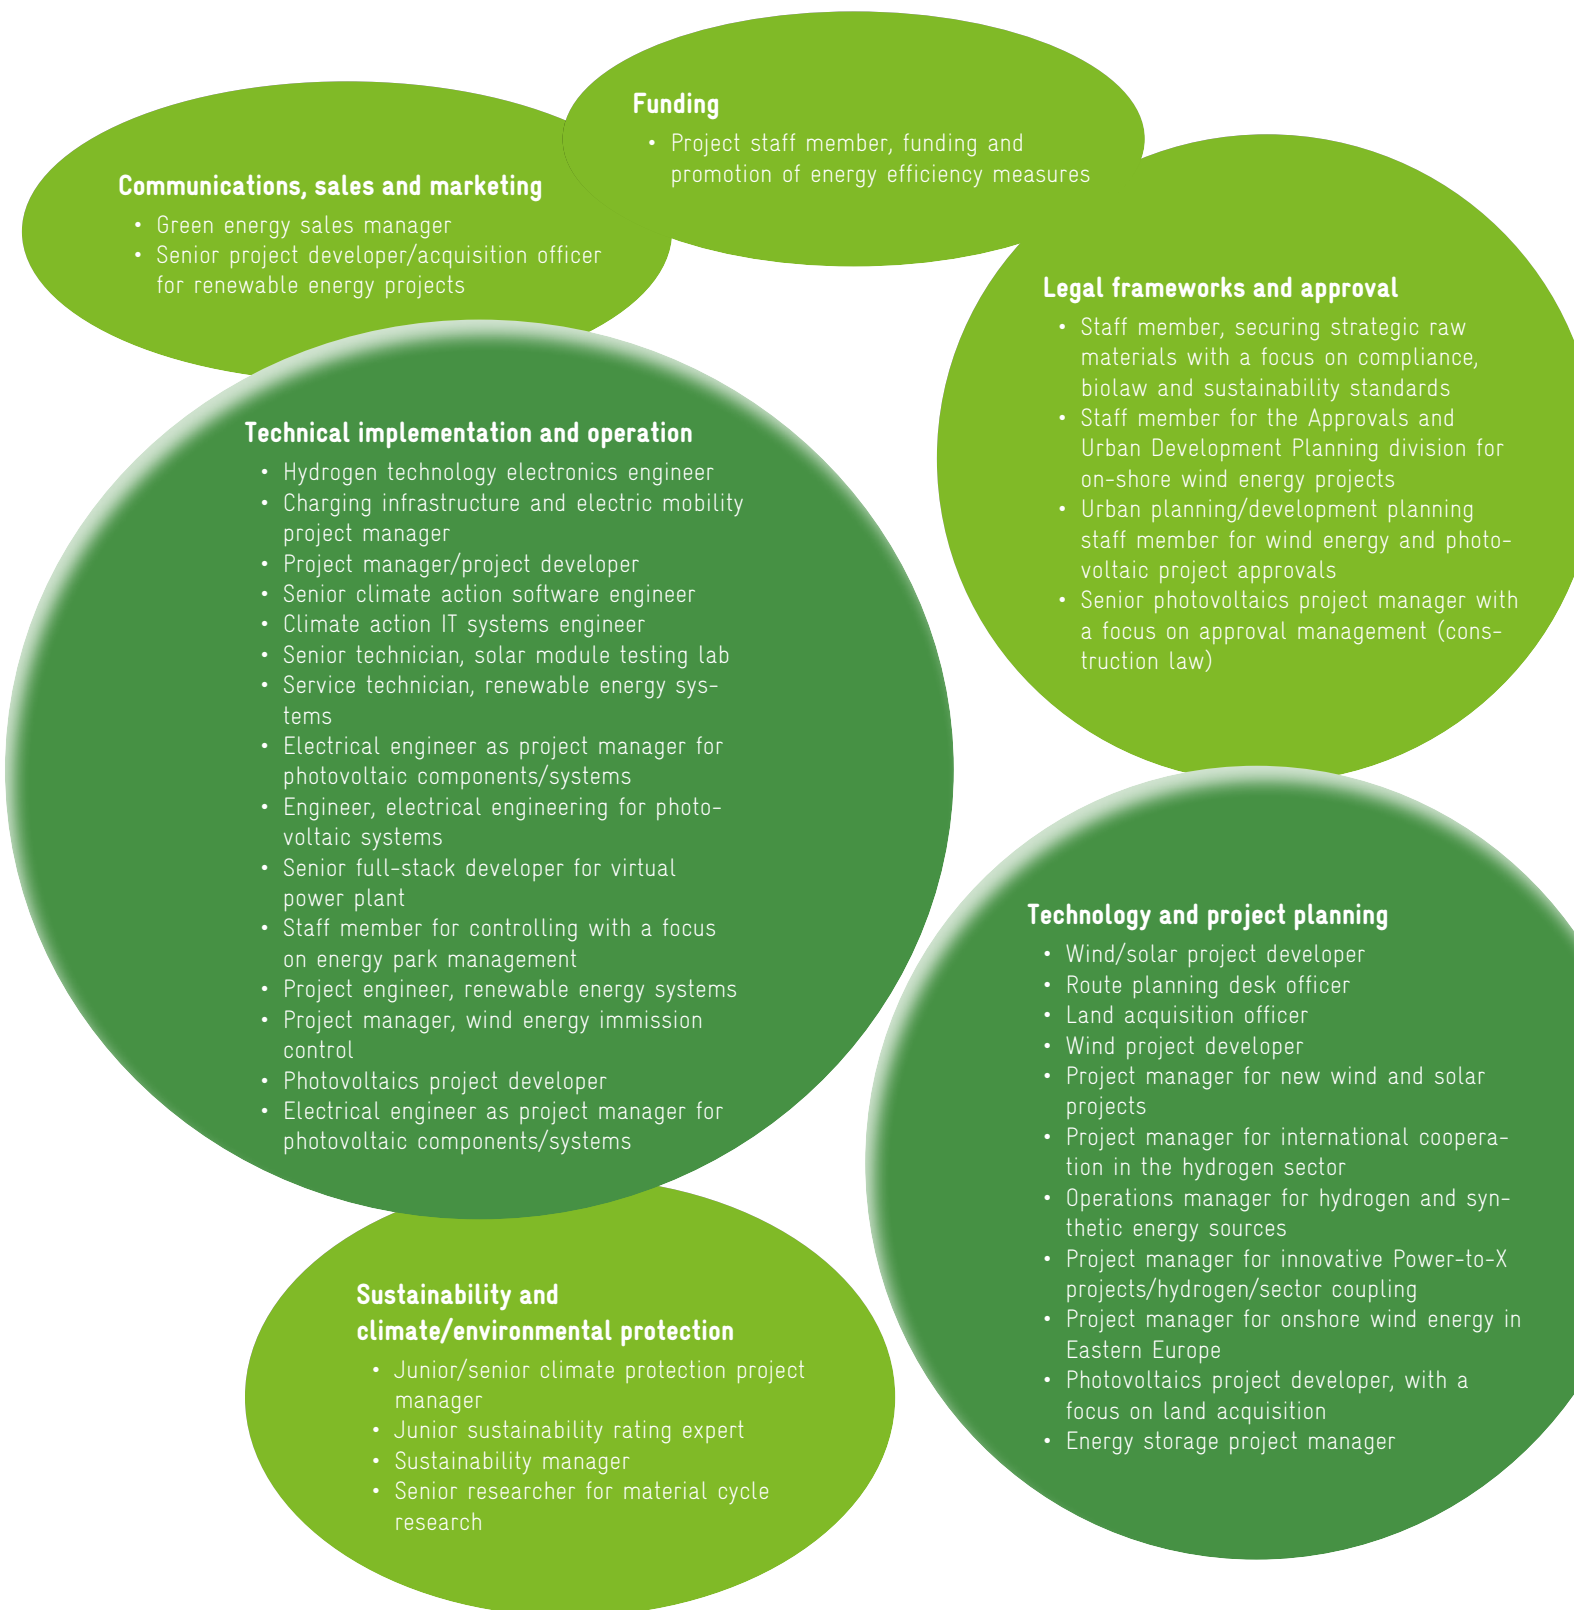 Funding
• Project staff member, funding and
promotion of energy efficiency measures
Communications, sales and marketing
• Green energy sales manager
• Senior project developer/acquisition officer
for renewable energy projects
Legal frameworks and approval
• Staff member, securing strategic raw
materials with a focus on compliance,
biolaw and sustainability standards
• Staff member for the Approvals and
Urban Development Planning division for
on-shore wind energy projects
• Urban planning/development planning
staff member for wind energy and photo-
voltaic project approvals
• Senior photovoltaics project manager with
a focus on approval management (cons-
truction law)
Technical implementation and operation
• Hydrogen technology electronics engineer
• Charging infrastructure and electric mobility
project manager
• Project manager/project developer
• Senior climate action software engineer
• Climate action IT systems engineer
• Senior technician, solar module testing lab
• Service technician, renewable energy sys-
tems
• Electrical engineer as project manager for
photovoltaic components/systems
• Engineer, electrical engineering for photo-
voltaic systems
• Senior full-stack developer for virtual
power plant
• Staff member for controlling with a focus
on energy park management
• Project engineer, renewable energy systems
• Project manager, wind energy immission
control
• Photovoltaics project developer
• Electrical engineer as project manager for
photovoltaic components/systems
Technology and project planning
• Wind/solar project developer
• Route planning desk officer
• Land acquisition officer
• Wind project developer
• Project manager for new wind and solar
projects
• Project manager for international coopera-
tion in the hydrogen sector
• Operations manager for hydrogen and syn-
thetic energy sources
• Project manager for innovative Power-to-X
projects/hydrogen/sector coupling
• Project manager for onshore wind energy in
Eastern Europe
• Photovoltaics project developer, with a
focus on land acquisition
• Energy storage project manager
Sustainability and
climate/environmental protection
• Junior/senior climate protection project
manager
• Junior sustainability rating expert
• Sustainability manager
• Senior researcher for material cycle
research